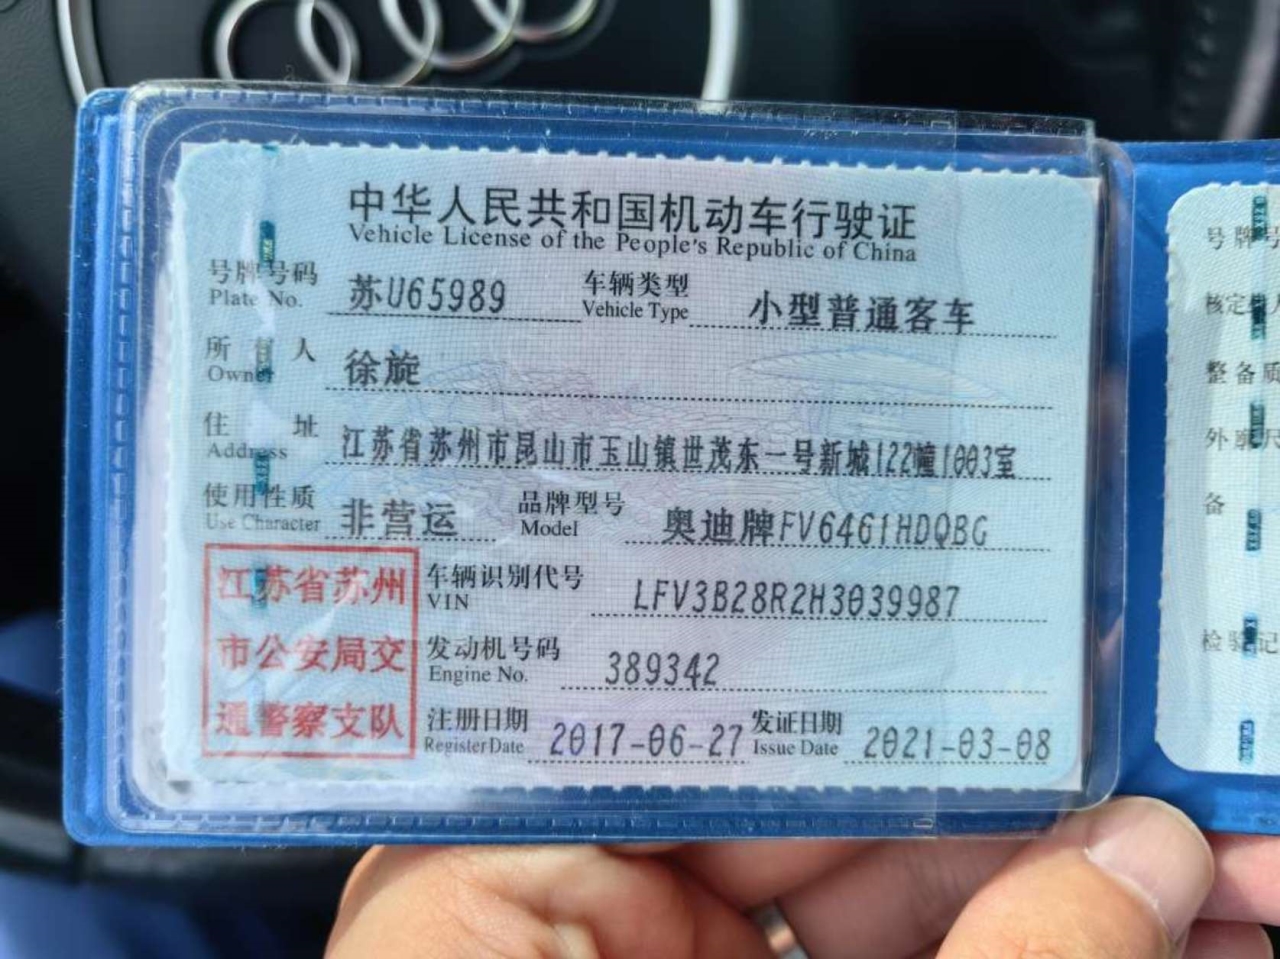 中华人民共和国机动车行驶证
Vehicle License of the People's Republic of China
号牌号码 苏U65989 车辆类型 小型普通客车
Plate No. Vehicle Type
所有人 徐旋
Owner
住址 江苏省苏州市昆山市玉山镇世茂东一号新城122幢1003室
Address
使用性质 非营运 品牌型号 奥迪牌FV6461HDQBG
Use Character Model
江苏省苏州
市公安局交
通警察支队
车辆识别代号 LFV3B28R2H3039987
VIN
发动机号码 389342
Engine No.
注册日期 2017-06-27 发证日期 2021-03-08
Register Date Issue Date
号牌号
核定
整备质
外廓尺
备
检验记